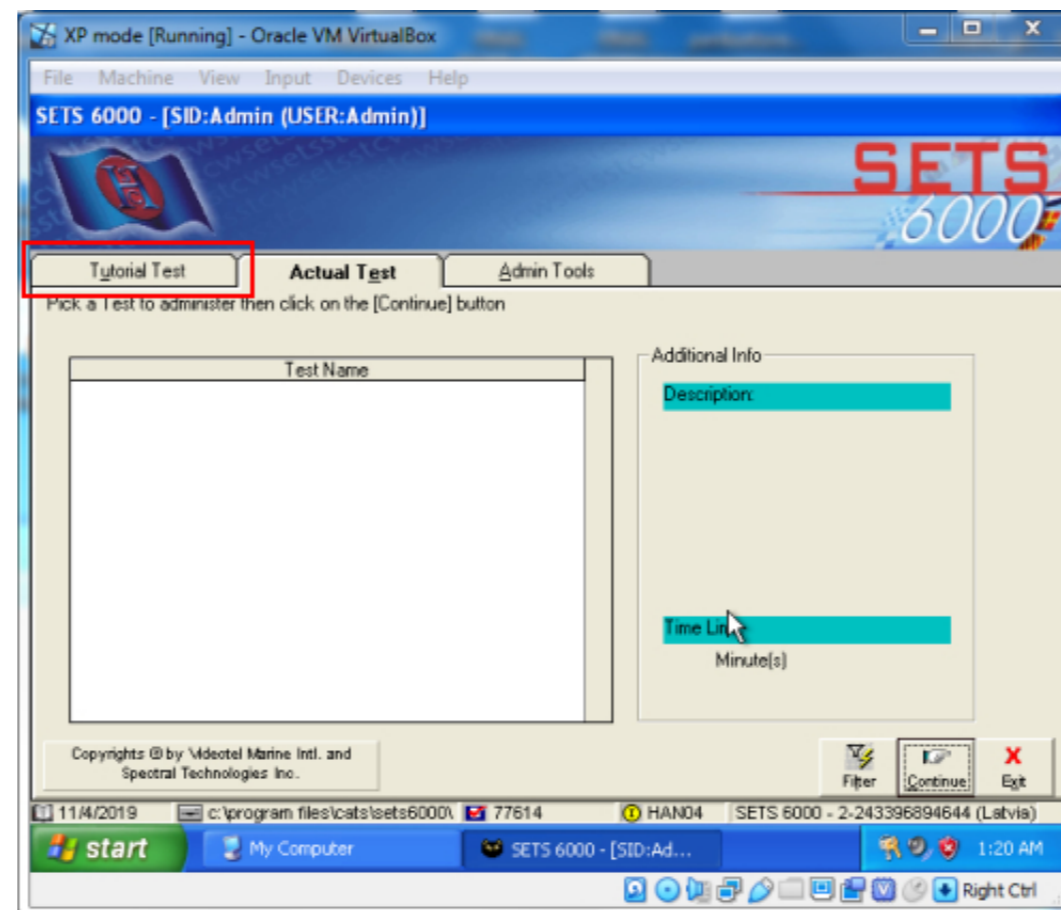 XP mode [Running] - Oracle VM VirtualBox
File Machine View Input Devices Help
SETS 6000 - [SID:Admin (USER:Admin)]
SETS
6000
Tutorial Test Actual Test Admin Tools
Pick a Test to administer then click on the [Continue] button
Test Name
Additional Info
Description:
Time Lim
Minute(s)
Copyrights © by Videotel Marine Intl. and
Spectral Technologies Inc.
Filter Continue Exit
11/4/2019 c:\program files\cats\sets6000\ 77614 HAN04 SETS 6000 - 2-243396894644 (Latvia)
start My Computer SETS 6000 - [SID:Ad... 1:20 AM
Right Ctrl